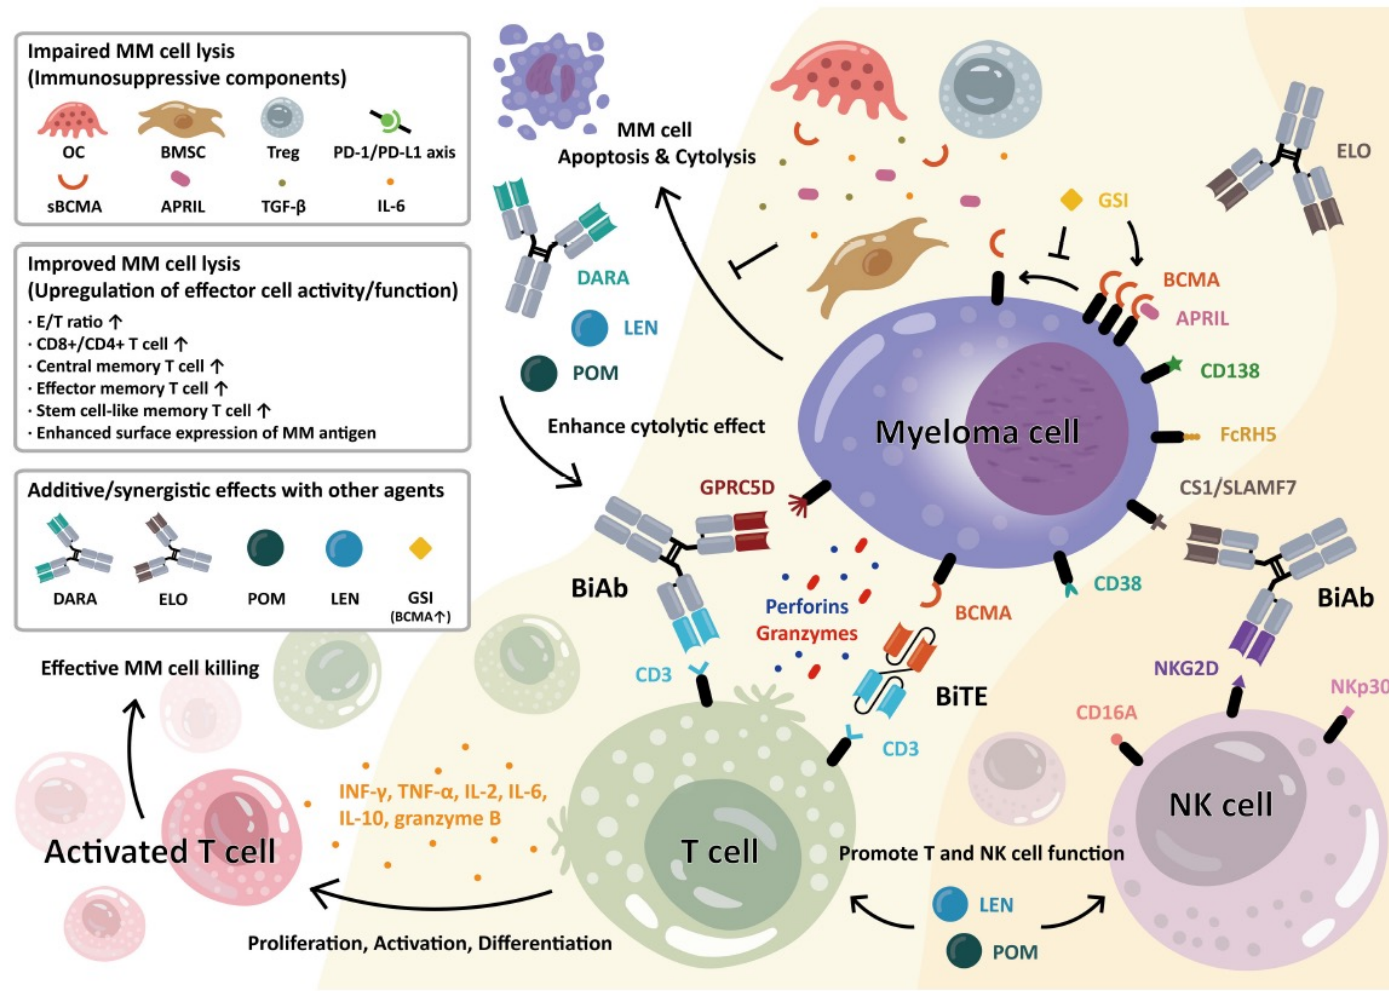 Impaired MM cell lysis
(Immunosuppressive components)
OC BMSC Treg PD-1/PD-L1 axis
sBCMA APRIL TGF-β IL-6
Improved MM cell lysis
(Upregulation of effector cell activity/function)
· E/T ratio ↑
· CD8+/CD4+ T cell ↑
· Central memory T cell ↑
· Effector memory T cell ↑
· Stem cell-like memory T cell ↑
· Enhanced surface expression of MM antigen
Additive/synergistic effects with other agents
DARA ELO POM LEN GSI
(BCMA↑)
MM cell
Apoptosis & Cytolysis
DARA
LEN
POM
Enhance cytolytic effect
ELO
GSI
BCMA
APRIL
CD138
FcRH5
CS1/SLAMF7
CD38
Myeloma cell
GPRC5D
BiAb
CD3
Perforins
Granzymes
BCMA
BiTE
CD3
BiAb
NKG2D
NKp30
CD16A
NK cell
T cell
Promote T and NK cell function
LEN
POM
Effective MM cell killing
INF-γ, TNF-α, IL-2, IL-6,
IL-10, granzyme B
Activated T cell
Proliferation, Activation, Differentiation